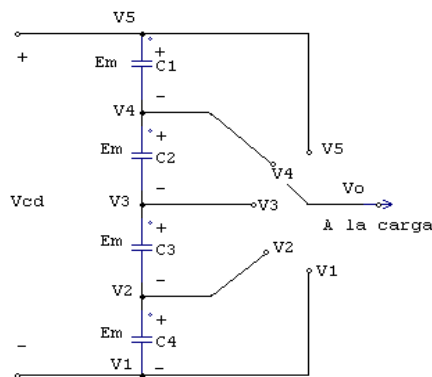 V5
+
Em
+
C1
-
V4
Em
+
C2
V5
V4
-
Vo
Vcd
V3
V3
A la carga
+
Em
C3
V2
-
V2
V1
+
Em
C4
-
V1
-